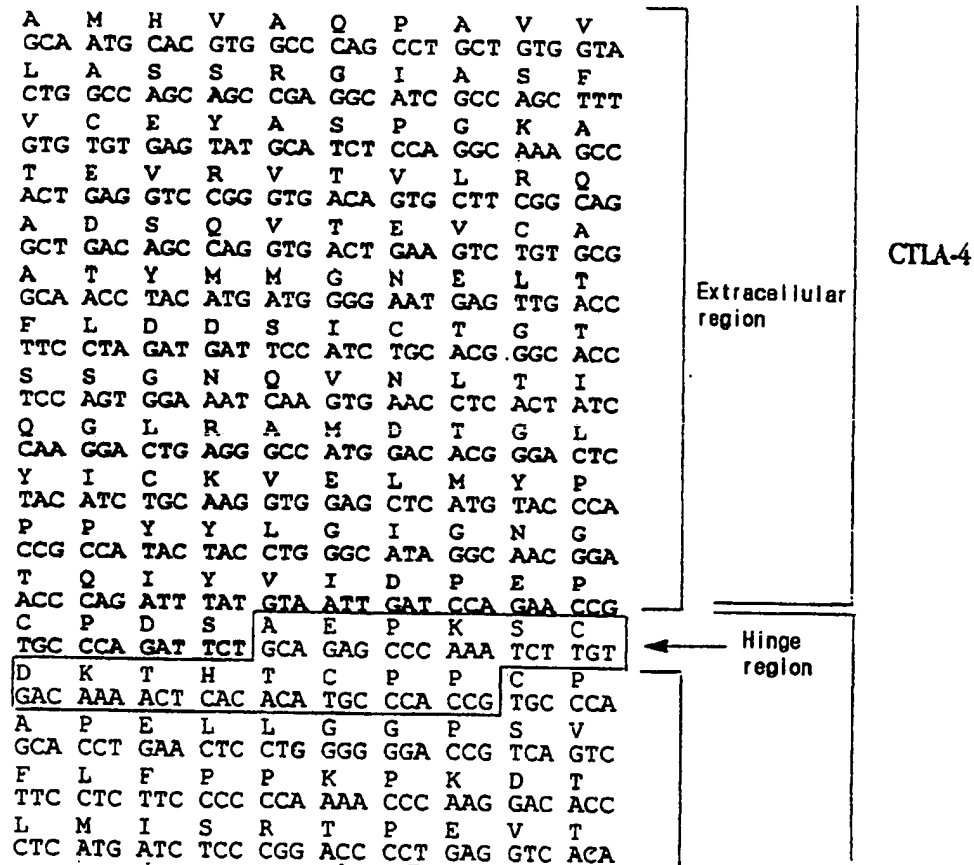 A M H V A Q P A V V
GCA ATG CAC GTG GCC CAG CCT GCT GTG GTA
L A S S R G I A S F
CTG GCC AGC AGC CGA GGC ATC GCC AGC TTT
V C E Y A S P G K A
GTG TGT GAG TAT GCA TCT CCA GGC AAA GCC
T E V R V T V L R Q
ACT GAG GTC CGG GTG ACA GTG CTT CGG CAG
A D S Q V T E V C A
GCT GAC AGC CAG GTG ACT GAA GTC TGT GCG
CTLA-4
A T Y M M G N E L T
GCA ACC TAC ATG ATG GGG AAT GAG TTG ACC
Extracellular
region
F L D D S I C T G T
TTC CTA GAT GAT TCC ATC TGC ACG GGC ACC
S S G N Q V N L T I
TCC AGT GGA AAT CAA GTG AAC CTC ACT ATC
Q G L R A M D T G L
CAA GGA CTG AGG GCC ATG GAC ACG GGA CTC
Y I C K V E L M Y P
TAC ATC TGC AAG GTG GAG CTC ATG TAC CCA
P P Y Y L G I G N G
CCG CCA TAC TAC CTG GGC ATA GGC AAC GGA
T Q I Y V I D P E P
ACC CAG ATT TAT GTA ATT GAT CCA GAA CCG
C P D S A E P K S C
TGC CCA GAT TCT GCA GAG CCC AAA TCT TGT
Hinge
region
D K T H T C P P C P
GAC AAA ACT CAC ACA TGC CCA CCG TGC CCA
A P E L L G G P S V
GCA CCT GAA CTC CTG GGG GGA CCG TCA GTC
F L F P P K P K D T
TTC CTC TTC CCC CCA AAA CCC AAG GAC ACC
L M I S R T P E V T
CTC ATG ATC TCC CGG ACC CCT GAG GTC ACA